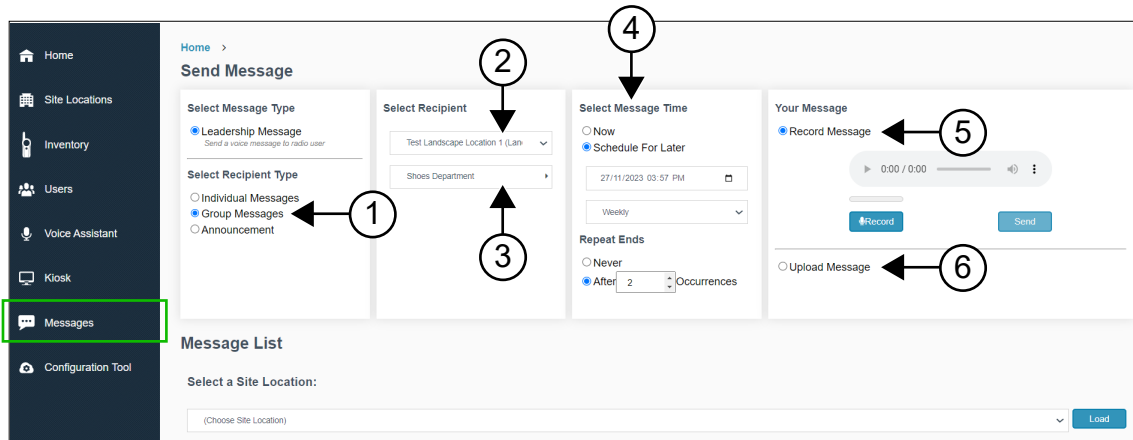 Home
Site Locations
Inventory
Users
Voice Assistant
Kiosk
Messages
Configuration Tool
Home >
Send Message
Select Message Type
Leadership Message
Send a voice message to radio user
Select Recipient Type
Individual Messages
Group Messages
Announcement
1
2
Select Recipient
Test Landscape Location 1 (Lan
Shoes Department
3
4
Select Message Time
Now
Schedule For Later
27/11/2023 03:57 PM
Weekly
Repeat Ends
Never
After 2 Occurrences
Your Message
Record Message
5
0:00 / 0:00
Record
Send
Upload Message
6
Message List
Select a Site Location:
(Choose Site Location)
Load